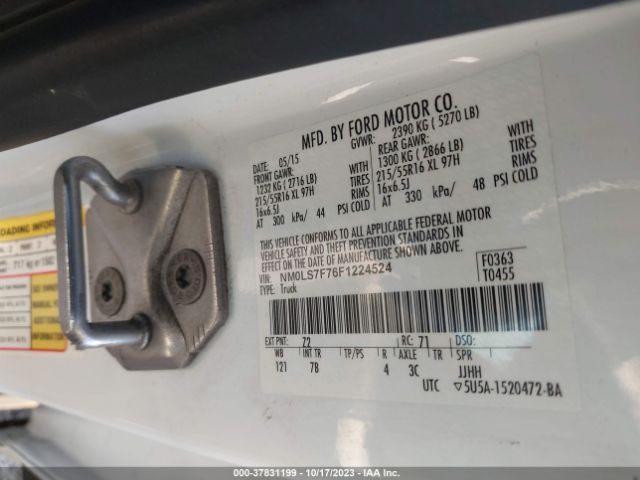 MFD. BY FORD MOTOR CO.
DATE: 05/15
GVWR: 2390 KG ( 5270 LB)
FRONT GAWR:
1232 KG ( 2716 LB) WITH
215/55R16 XL 97H TIRES
16x6.5J RIMS
AT 300 kPa/ 44 PSI COLD
REAR GAWR:
1300 KG ( 2866 LB) WITH
215/55R16 XL 97H TIRES
16x6.5J RIMS
AT 330 kPa/ 48 PSI COLD
THIS VEHICLE CONFORMS TO ALL APPLICABLE FEDERAL MOTOR
VEHICLE SAFETY AND THEFT PREVENTION STANDARDS IN
EFFECT ON THE DATE OF MANUFACTURE SHOWN ABOVE.
VIN: NM0LS7F76F1224524
TYPE: Truck
F0363
T0455
EXT PNT: Z2 RC: 71 DSO:
WB INT TR TP/PS R AXLE TR SPR
121 7B 4 3C JJHH
UTC 5U5A-1520472-BA
OADING INFOR
000-37831199 - 10/17/2023 - IAA Inc.